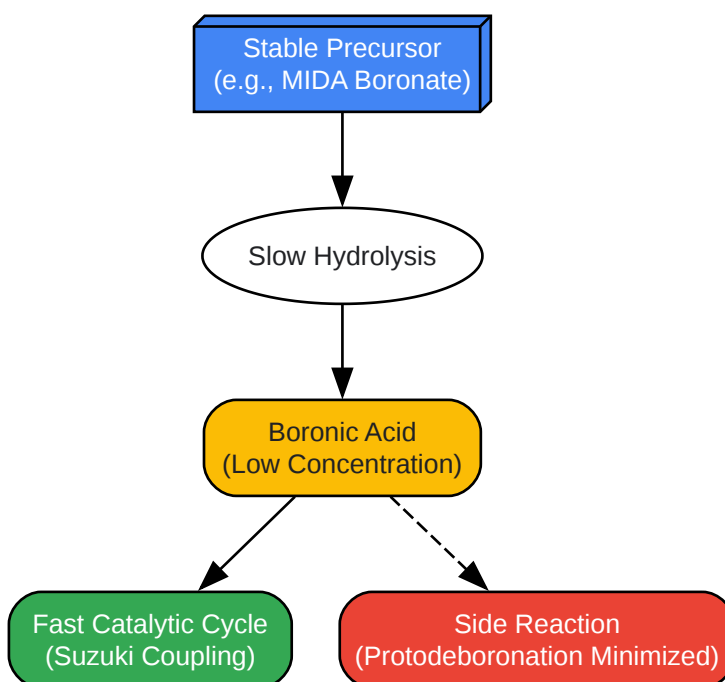 Stable Precursor
(e.g., MIDA Boronate)
Slow Hydrolysis
Boronic Acid
(Low Concentration)
Fast Catalytic Cycle
(Suzuki Coupling)
Side Reaction
(Protodeboronation Minimized)